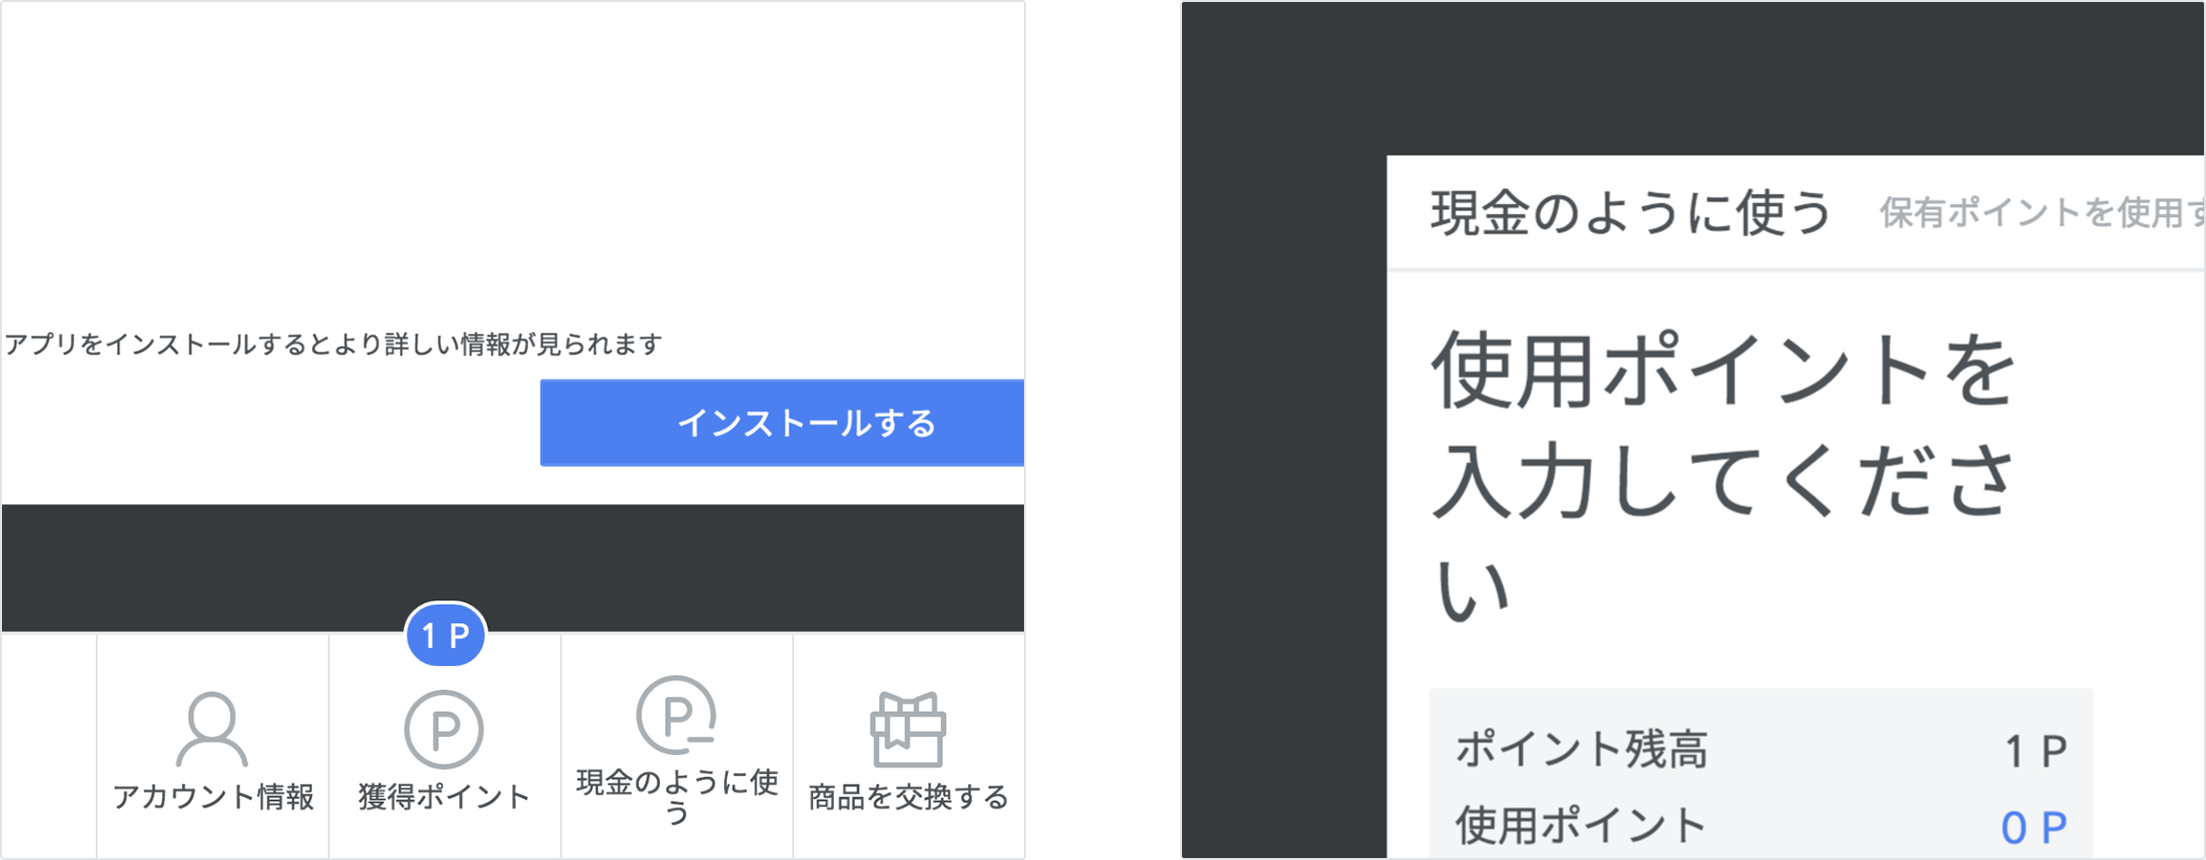 アプリをインストールするとより詳しい情報が見られます
インストールする
1 P
アカウント情報
獲得ポイント
現金のように使
う
商品を交換する
現金のように使う
保有ポイントを使用す
使用ポイントを
入力してくださ
い
ポイント残高 1 P
使用ポイント 0 P